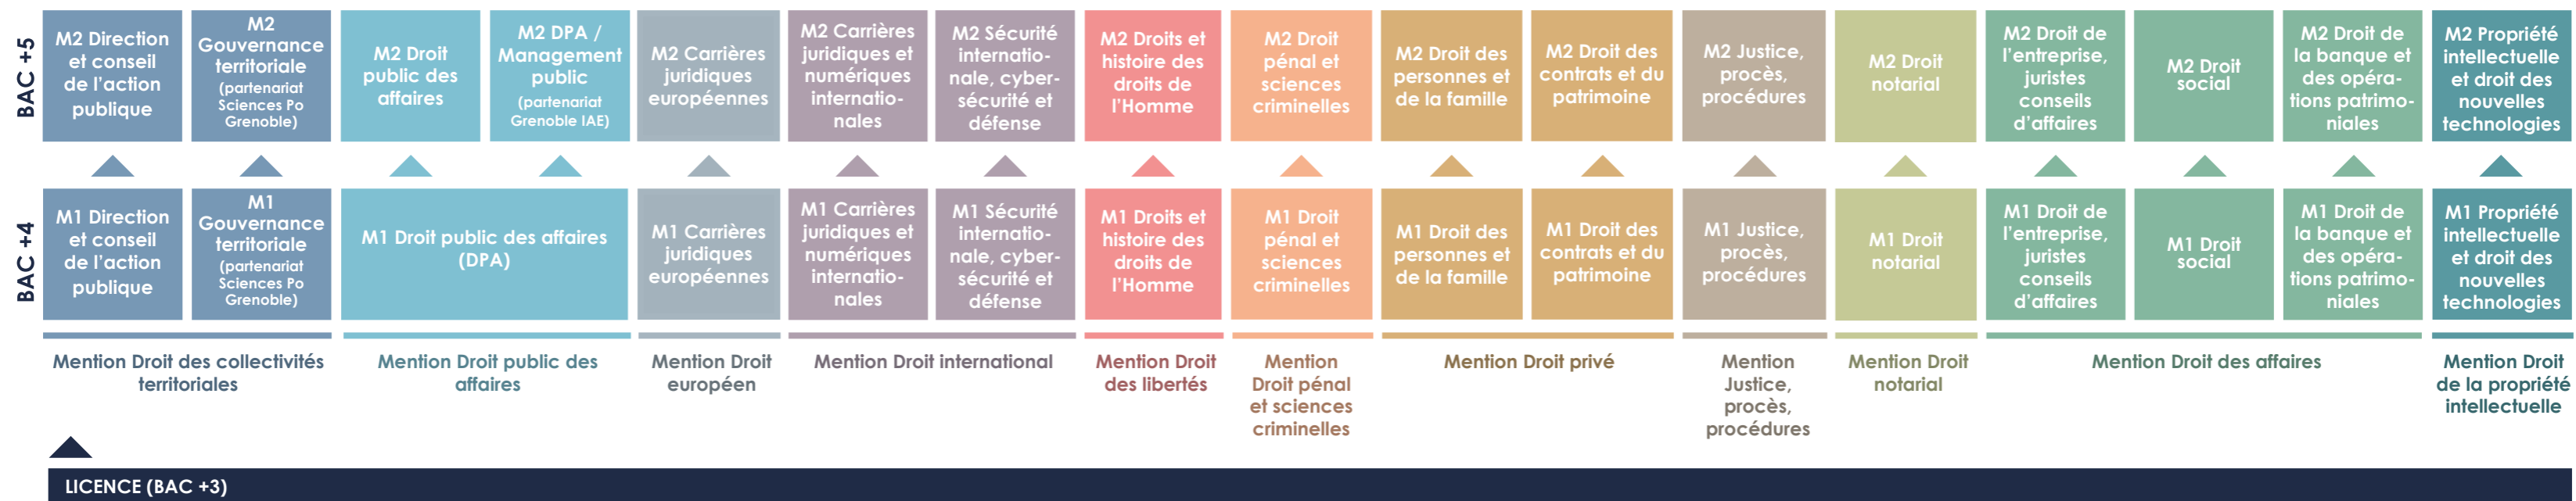 BAC +5
M2 Direction
et conseil
de l'action
publique
M2
Gouvernance
territoriale
(partenariat
Sciences Po
Grenoble)
M2 Droit
public des
affaires
M2 DPA /
Management
public
(partenariat
Grenoble IAE)
M2 Carrières
juridiques
européennes
M2 Carrières
juridiques et
numériques
internatio-
nales
M2 Sécurité
internatio-
nale, cyber-
sécurité et
défense
M2 Droits et
histoire des
droits de
l'Homme
M2 Droit
pénal et
sciences
criminelles
M2 Droit des
personnes et
de la famille
M2 Droit des
contrats et du
patrimoine
M2 Justice,
procès,
procédures
M2 Droit
notarial
M2 Droit de
l'entreprise,
juristes
conseils
d'affaires
M2 Droit
social
M2 Droit de
la banque et
des opéra-
tions patrimo-
niales
M2 Propriété
intellectuelle
et droit des
nouvelles
technologies
BAC +4
M1 Direction
et conseil
de l'action
publique
M1
Gouvernance
territoriale
(partenariat
Sciences Po
Grenoble)
M1 Droit public des affaires
(DPA)
M1 Carrières
juridiques
européennes
M1 Carrières
juridiques et
numériques
internatio-
nales
M1 Sécurité
internatio-
nale, cyber-
sécurité et
défense
M1 Droits et
histoire des
droits de
l'Homme
M1 Droit
pénal et
sciences
criminelles
M1 Droit des
personnes et
de la famille
M1 Droit des
contrats et du
patrimoine
M1 Justice,
procès,
procédures
M1 Droit
notarial
M1 Droit de
l'entreprise,
juristes
conseils
d'affaires
M1 Droit
social
M1 Droit de
la banque et
des opéra-
tions patrimo-
niales
M1 Propriété
intellectuelle
et droit des
nouvelles
technologies
Mention Droit des collectivités
territoriales
Mention Droit public des
affaires
Mention Droit
européen
Mention Droit international
Mention Droit
des libertés
Mention
Droit pénal
et sciences
criminelles
Mention Droit privé
Mention
Justice,
procès,
procédures
Mention Droit
notarial
Mention Droit des affaires
Mention Droit
de la propriété
intellectuelle
LICENCE (BAC +3)